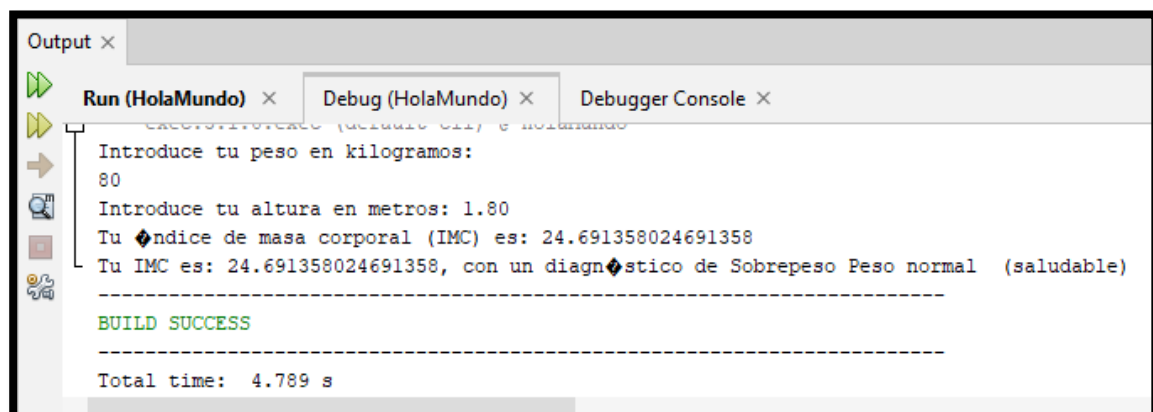 Output
Run (HolaMundo) Debug (HolaMundo) Debugger Console
Introduce tu peso en kilogramos:
80
Introduce tu altura en metros: 1.80
Tu �ndice de masa corporal (IMC) es: 24.691358024691358
Tu IMC es: 24.691358024691358, con un diagn�stico de Sobrepeso Peso normal (saludable)
------------------------------------------------------------------------
BUILD SUCCESS
------------------------------------------------------------------------
Total time: 4.789 s